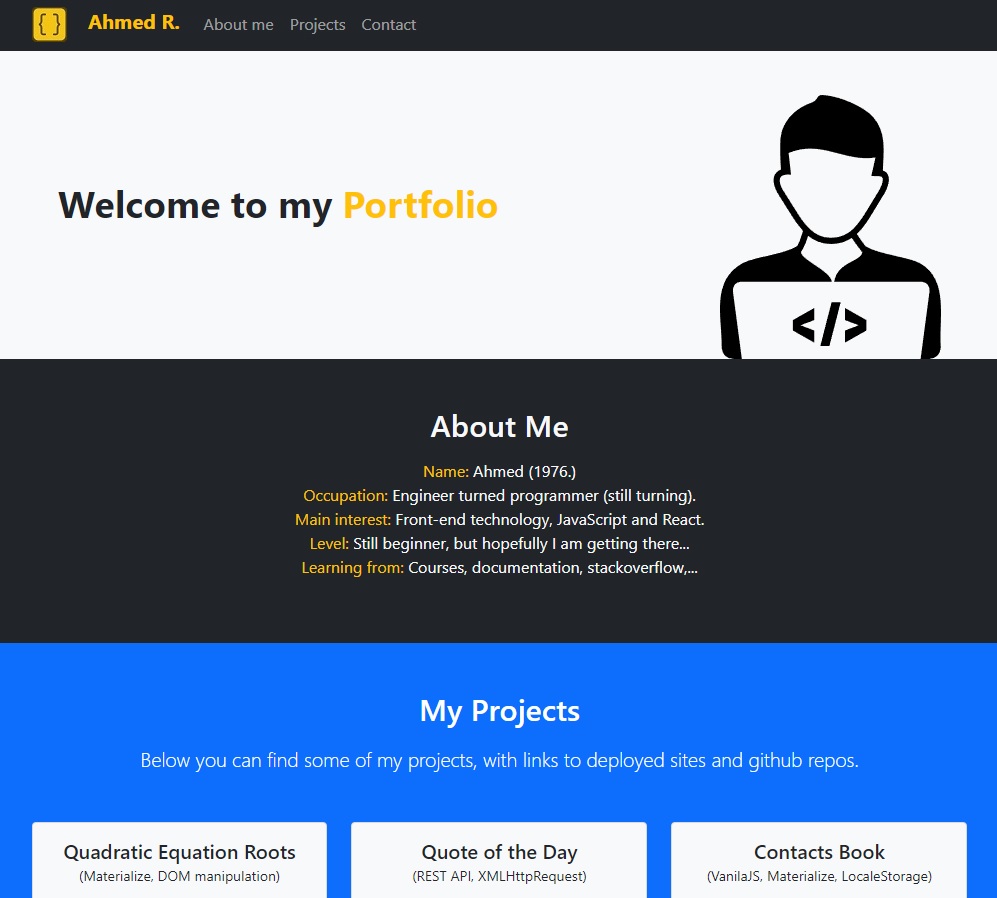 { } Ahmed R. About me Projects Contact
Welcome to my Portfolio
</>
About Me
Name: Ahmed (1976.)
Occupation: Engineer turned programmer (still turning).
Main interest: Front-end technology, JavaScript and React.
Level: Still beginner, but hopefully I am getting there...
Learning from: Courses, documentation, stackoverflow,...
My Projects
Below you can find some of my projects, with links to deployed sites and github repos.
Quadratic Equation Roots
(Materialize, DOM manipulation)
Quote of the Day
(REST API, XMLHttpRequest)
Contacts Book
(VanilaJS, Materialize, LocaleStorage)